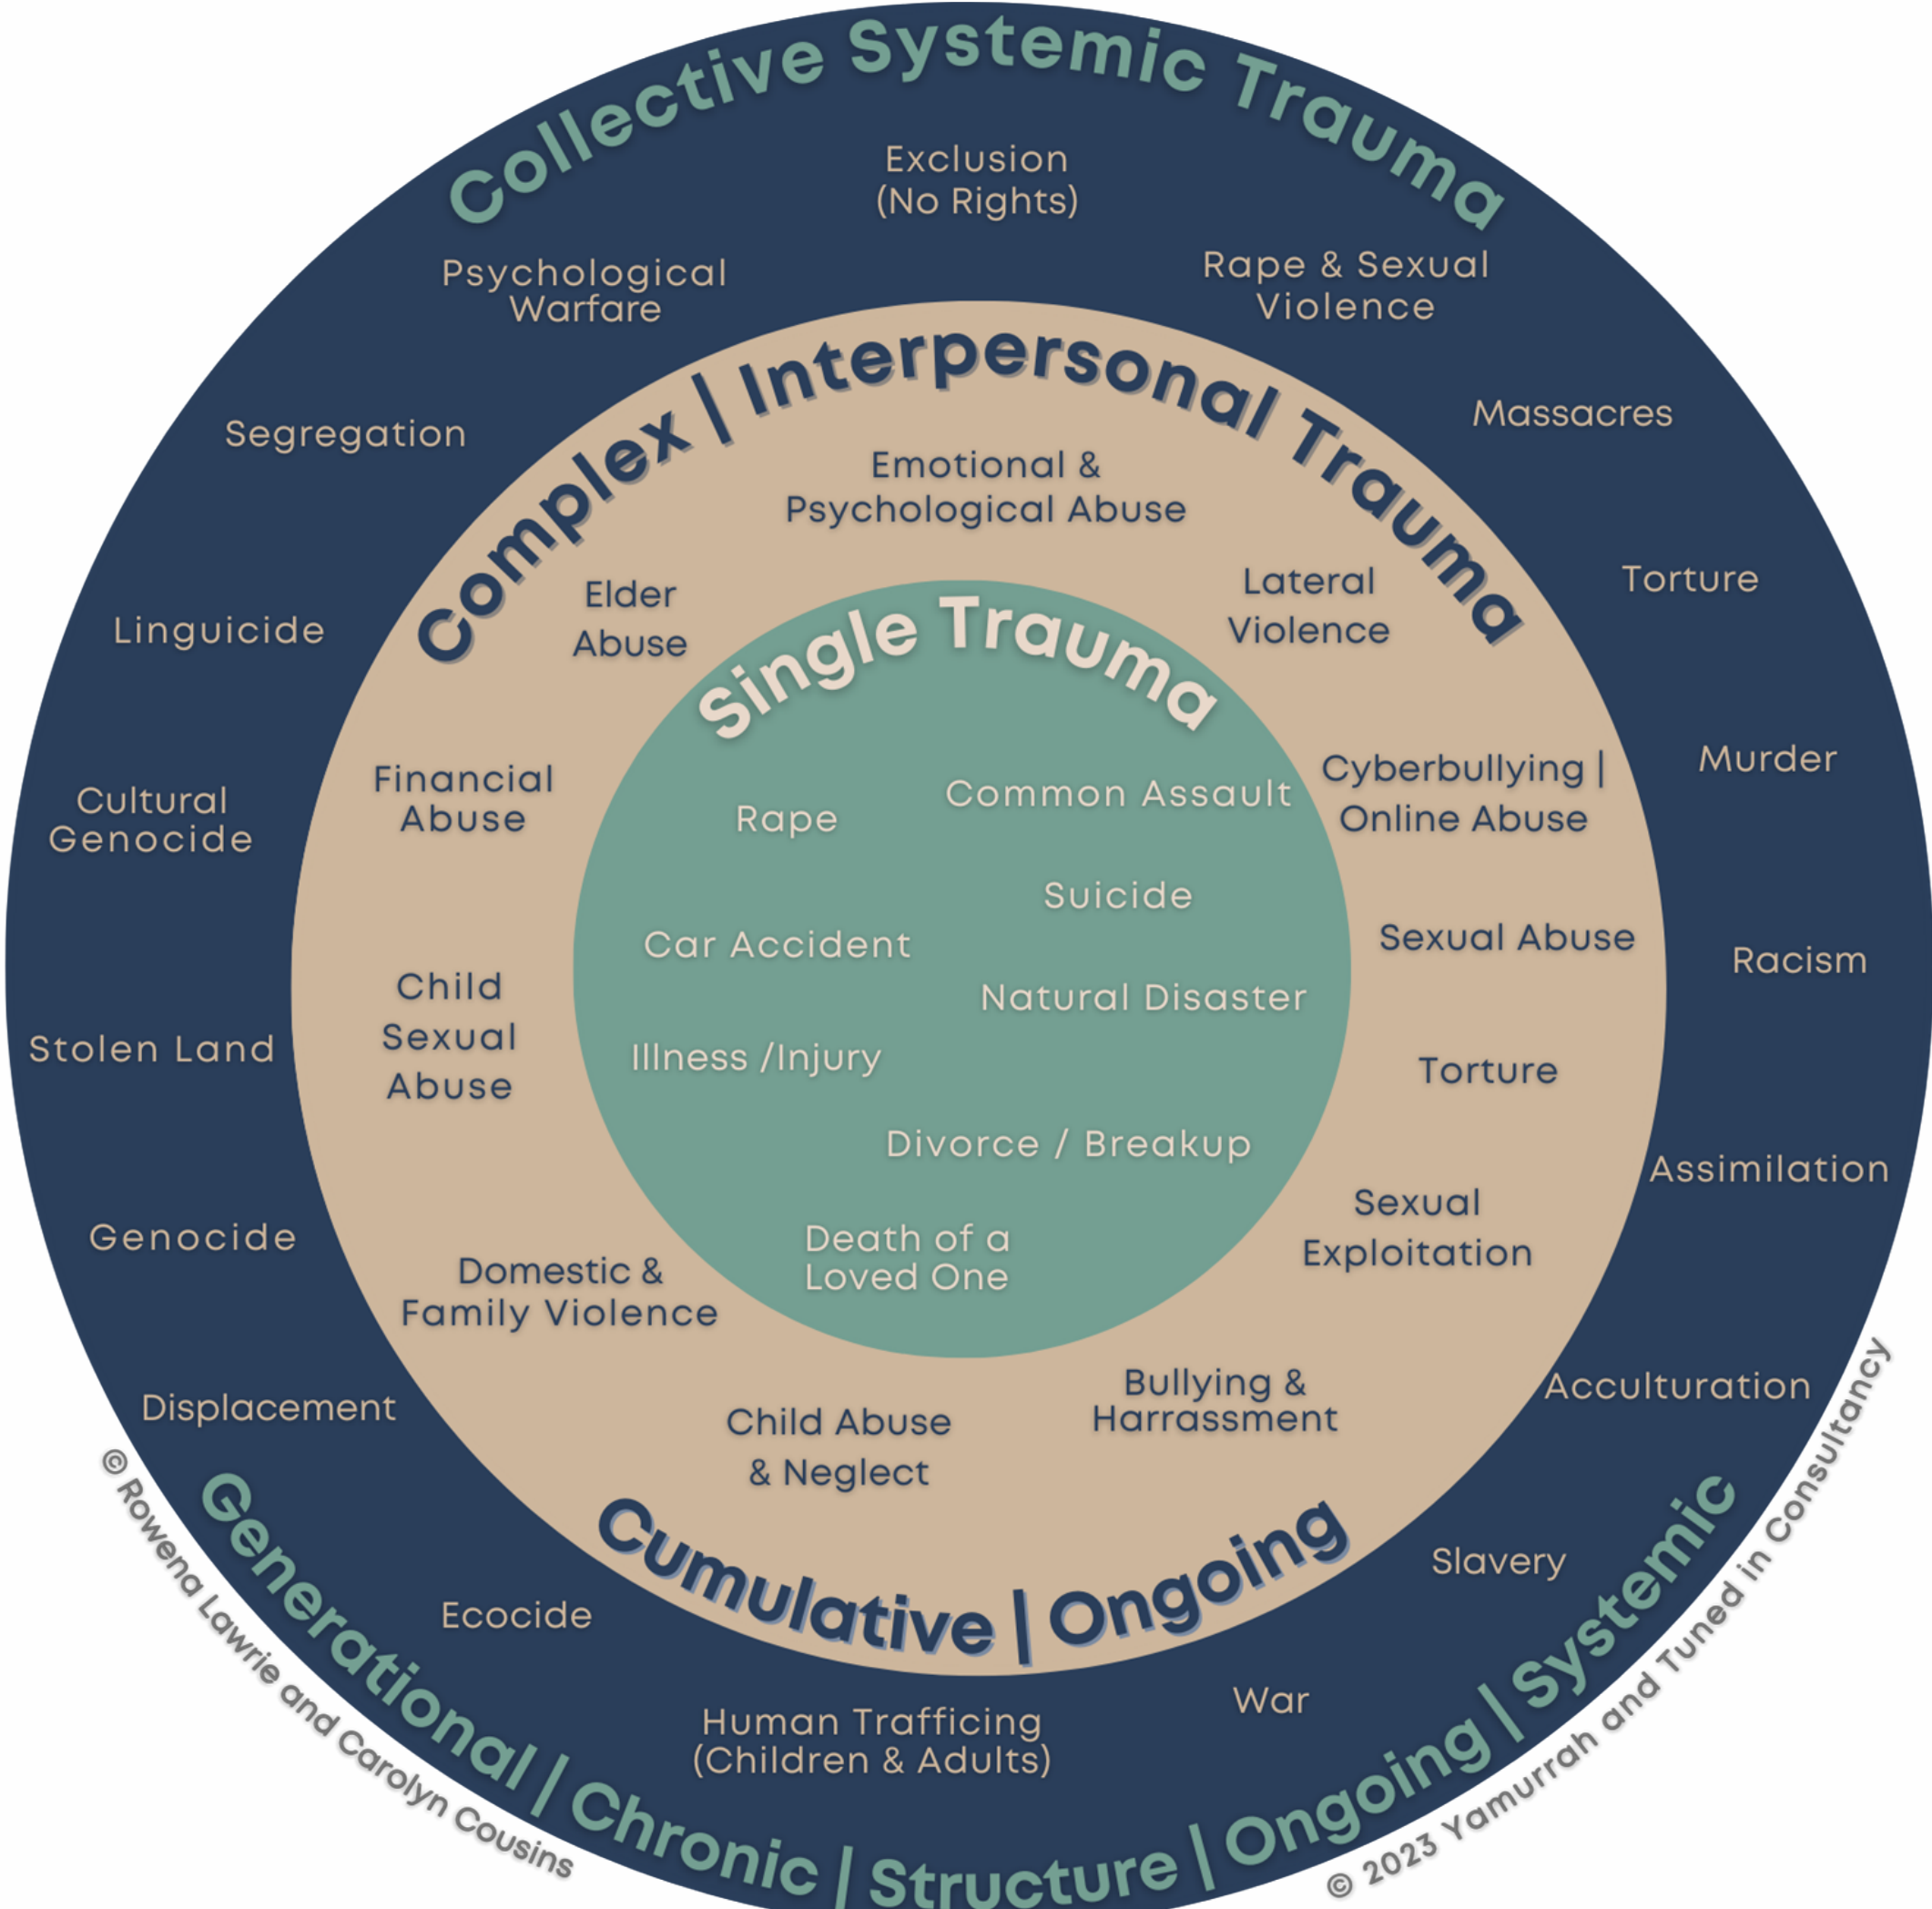 Collective Systemic Trauma
Exclusion
(No Rights)
Psychological
Warfare
Rape & Sexual
Violence
Segregation
Massacres
Linguicide
Torture
Cultural
Genocide
Murder
Stolen Land
Racism
Genocide
Assimilation
Displacement
Acculturation
Ecocide
Slavery
Human Trafficing
(Children & Adults)
War
Generational | Chronic | Structure | Ongoing | Systemic
Complex | Interpersonal Trauma
Emotional &
Psychological Abuse
Elder
Abuse
Lateral
Violence
Financial
Abuse
Cyberbullying |
Online Abuse
Sexual Abuse
Child
Sexual
Abuse
Torture
Sexual
Exploitation
Domestic &
Family Violence
Bullying &
Harrassment
Child Abuse
& Neglect
Cumulative | Ongoing
Single Trauma
Common Assault
Rape
Suicide
Car Accident
Natural Disaster
Illness /Injury
Divorce / Breakup
Death of a
Loved One
© Rowena Lawrie and Carolyn Cousins
© 2023 Yamurrah and Tuned in Consultancy